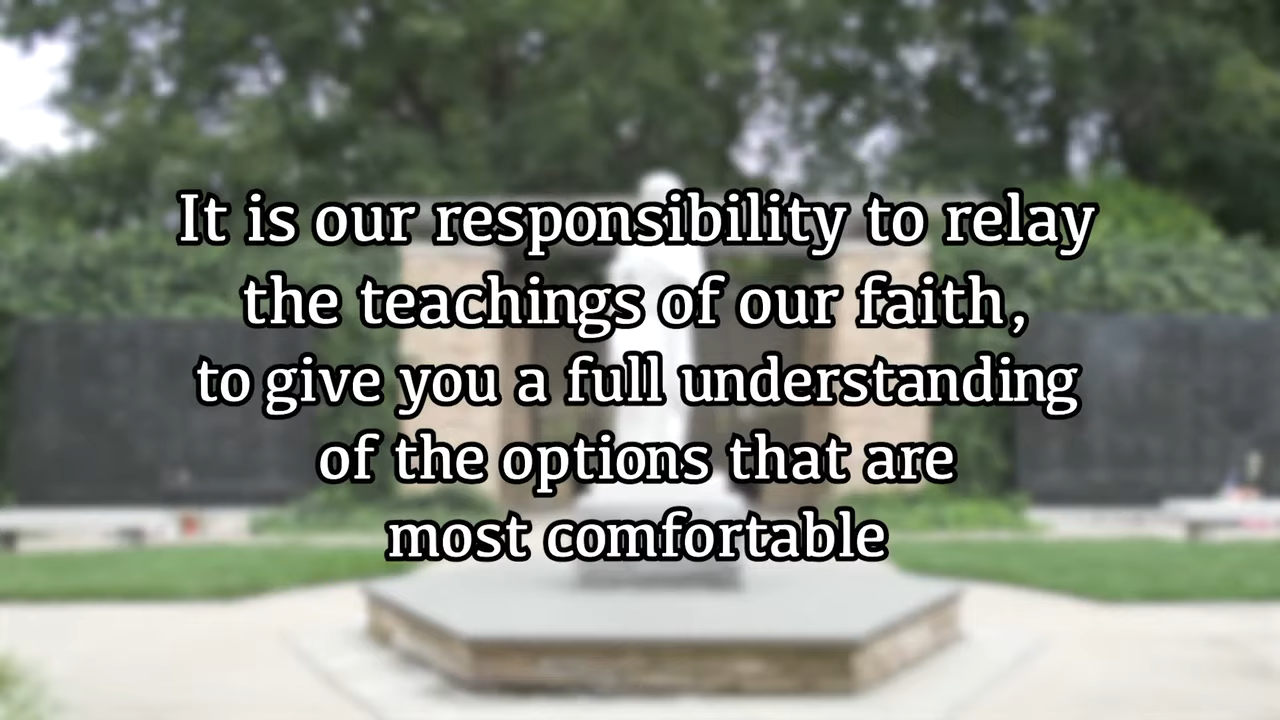 It is our responsibility to relay
the teachings of our faith,
to give you a full understanding
of the options that are
most comfortable